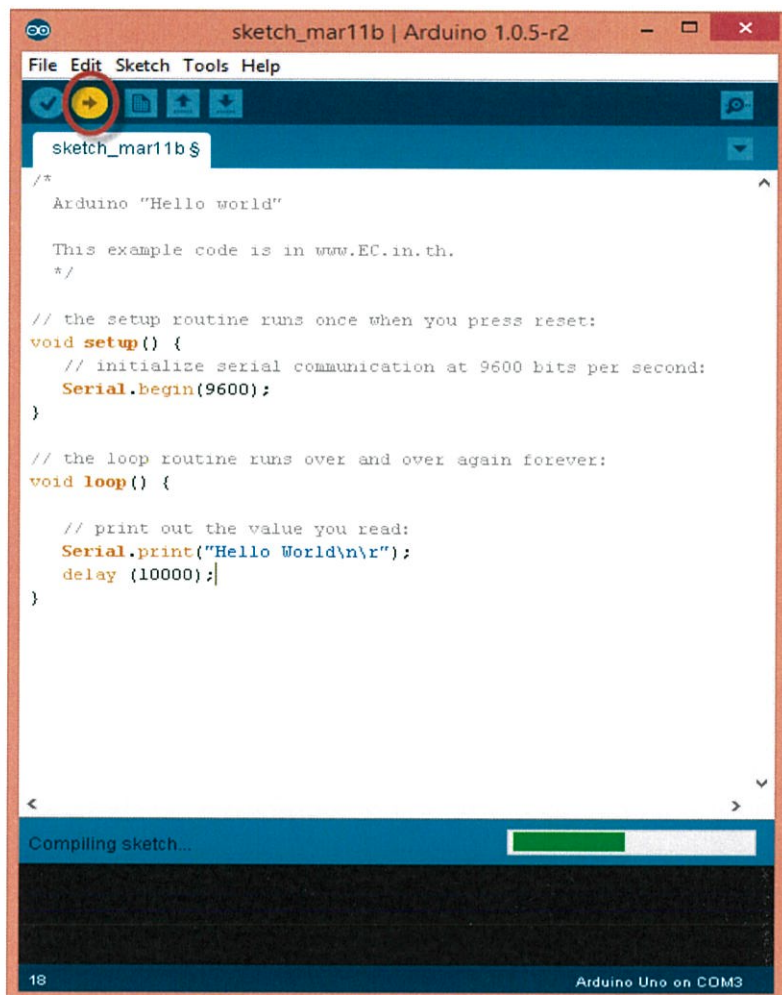 sketch_mar11b | Arduino 1.0.5-r2
File Edit Sketch Tools Help
sketch_mar11b §
/*
Arduino "Hello world"
This example code is in www.EC.in.th.
*/
// the setup routine runs once when you press reset:
void setup() {
// initialize serial communication at 9600 bits per second:
Serial.begin(9600);
}
// the loop routine runs over and over again forever:
void loop() {
// print out the value you read:
Serial.print("Hello World\n\r");
delay (10000);
}
Compiling sketch...
18
Arduino Uno on COM3